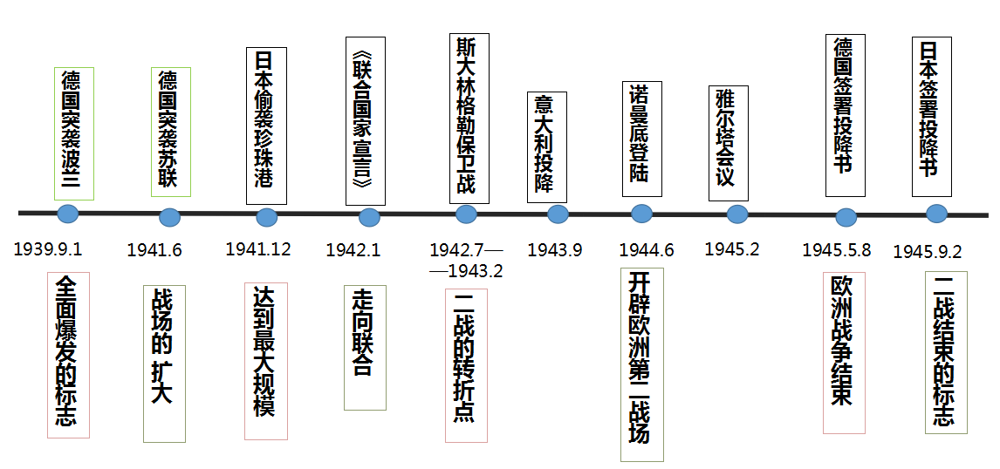 德国突袭波兰
德国突袭苏联
日本偷袭珍珠港
《联合国家宣言》
斯大林格勒保卫战
意大利投降
诺曼底登陆
雅尔塔会议
德国签署投降书
日本签署投降书
1939.9.1
1941.6
1941.12
1942.1
1942.7—
—1943.2
1943.9
1944.6
1945.2
1945.5.8
1945.9.2
全面爆发的标志
战场的 扩大
达到最大规模
走向联合
二战的转折点
开辟欧洲第二战场
欧洲战争结束
二战结束的标志